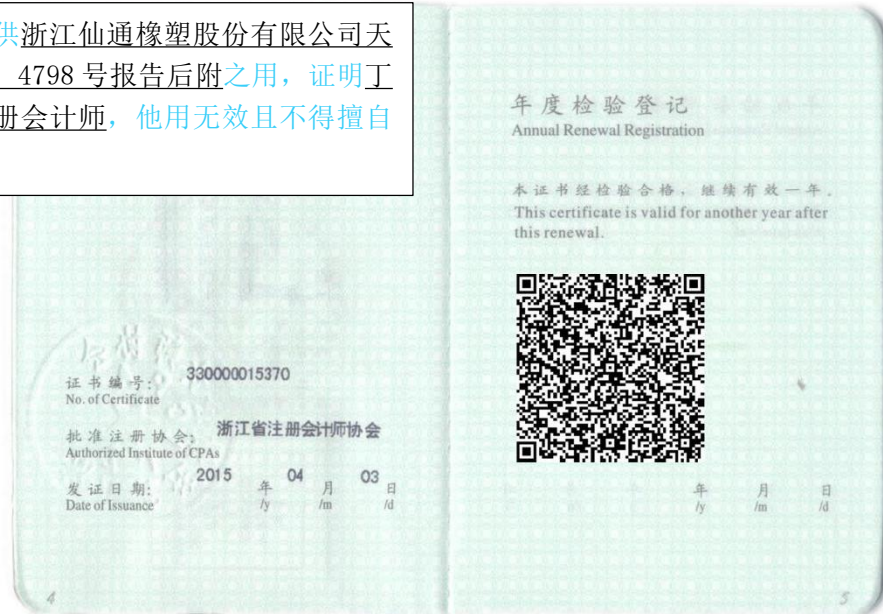 供浙江仙通橡塑股份有限公司天
4798 号报告后附之用，证明丁
册会计师，他用无效且不得擅自
证书编号：
330000015370
No. of Certificate
批准注册协会：
浙江省注册会计师协会
Authorized Institute of CPAs
发证日期：
2015 年 04 月 03 日
Date of Issuance /y /m /d
4
年度检验登记
Annual Renewal Registration
本证书经检验合格，继续有效一年。
This certificate is valid for another year after
this renewal.
年 月 日
/y /m /d
5